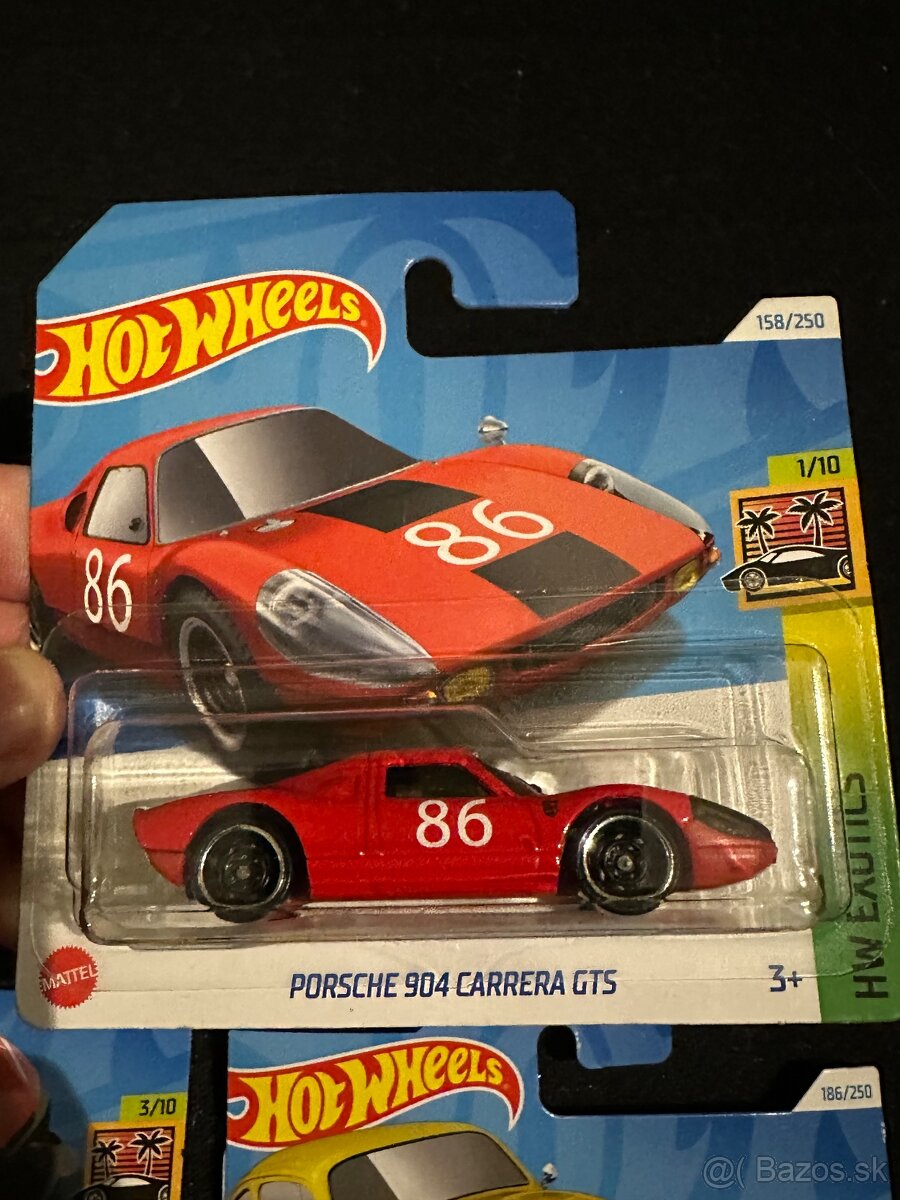 HOT WHEELS
158/250
1/10
86
86
86
HW EXOTICS
MATTEL
PORSCHE 904 CARRERA GTS
3+
HOT WHEELS
186/250
3/10
@( Bazos.sk